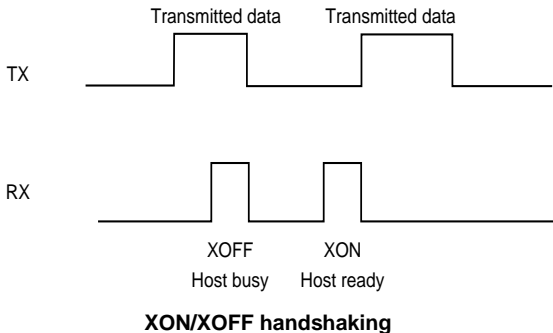 Transmitted data Transmitted data
TX
RX
XOFF XON
Host busy Host ready
XON/XOFF handshaking